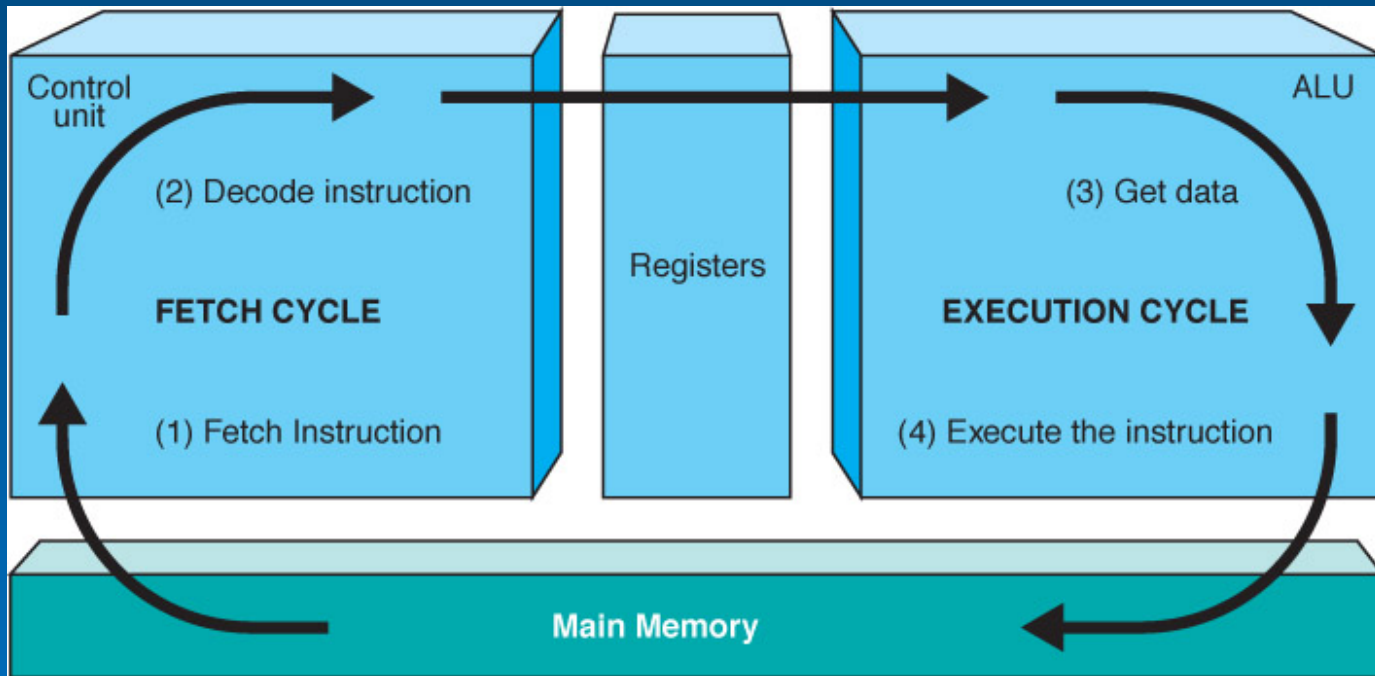 Control
unit
(2) Decode instruction
FETCH CYCLE
(1) Fetch Instruction
Registers
ALU
(3) Get data
EXECUTION CYCLE
(4) Execute the instruction
Main Memory